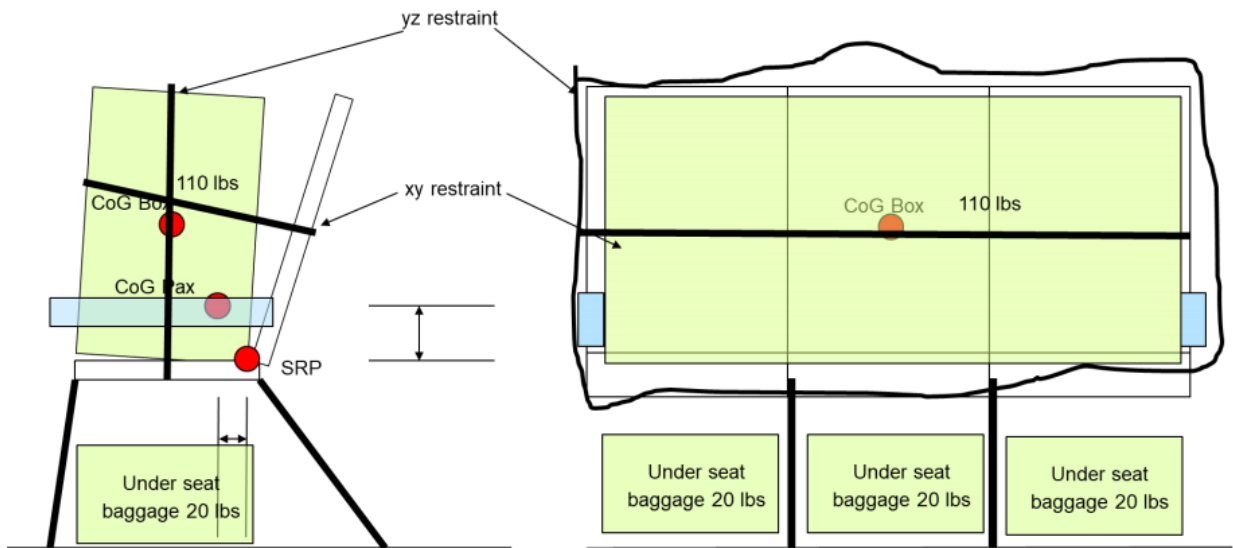 yz restraint
110 lbs
CoG Box
xy restraint
CoG Box
110 lbs
CoG Pax
SRP
Under seat
baggage 20 lbs
Under seat
baggage 20 lbs
Under seat
baggage 20 lbs
Under seat
baggage 20 lbs